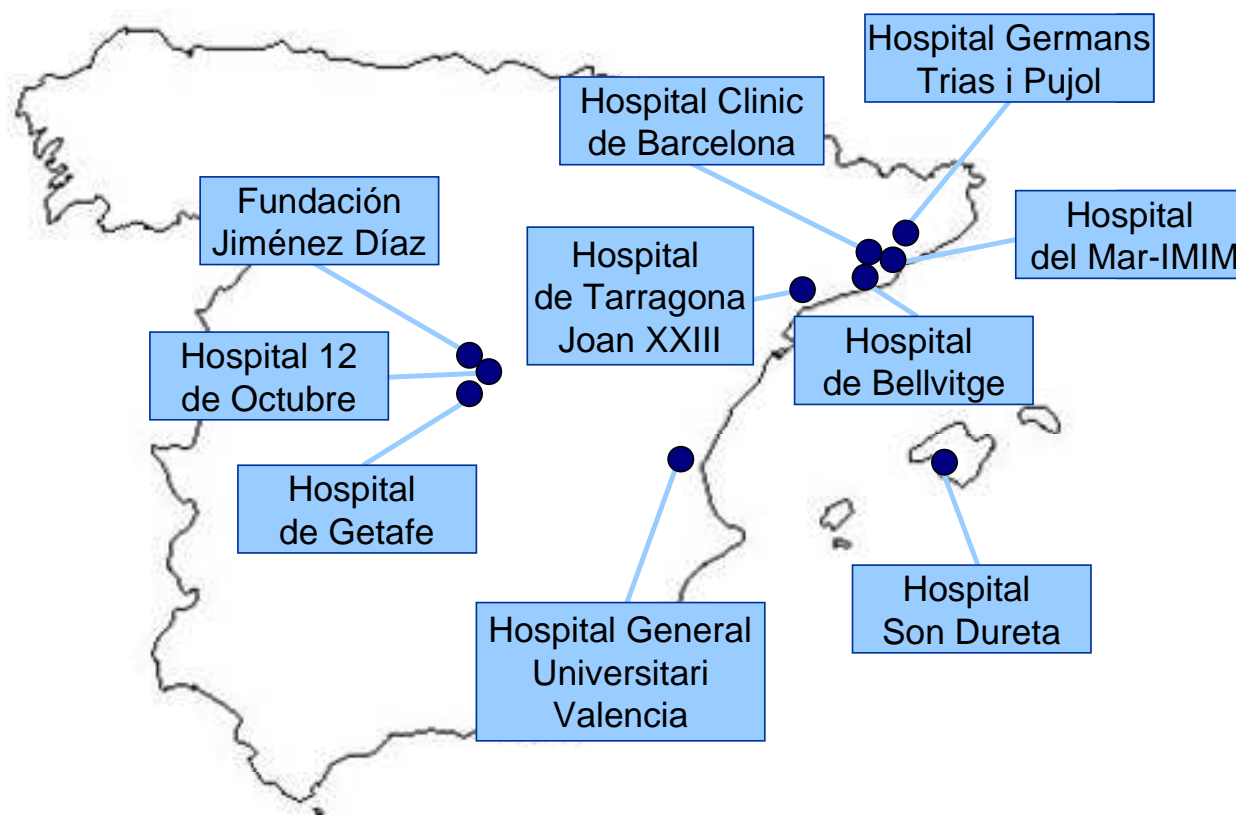 Hospital Germans
Trias i Pujol
Hospital Clinic
de Barcelona
Fundación
Jiménez Díaz
Hospital
del Mar-IMIM
Hospital
de Tarragona
Joan XXIII
Hospital 12
de Octubre
Hospital
de Bellvitge
Hospital
de Getafe
Hospital
Son Dureta
Hospital General
Universitari
Valencia